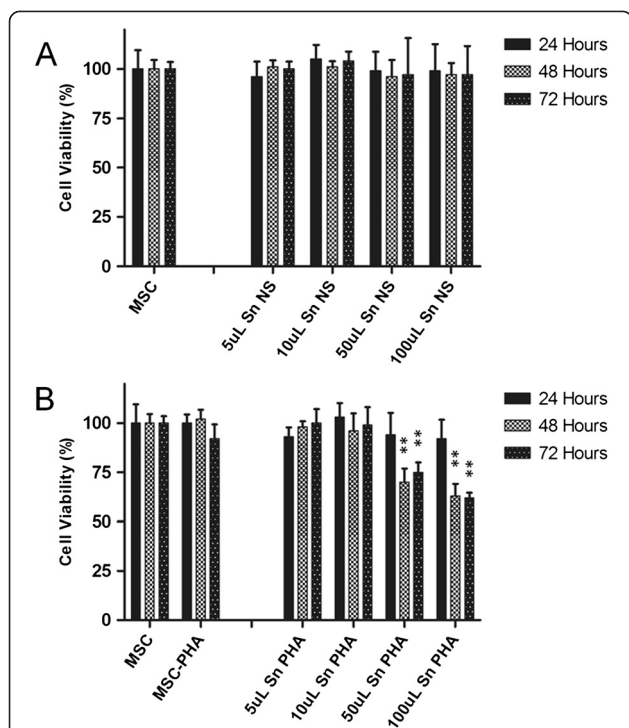 A
Cell Viability (%)
100
75
50
25
0
MSC
5uL Sn NS
10uL Sn NS
50uL Sn NS
100uL Sn NS
24 Hours
48 Hours
72 Hours
B
Cell Viability (%)
100
75
50
25
0
**
**
**
**
MSC
MSC-PHA
5uL Sn PHA
10uL Sn PHA
50uL Sn PHA
100uL Sn PHA
24 Hours
48 Hours
72 Hours